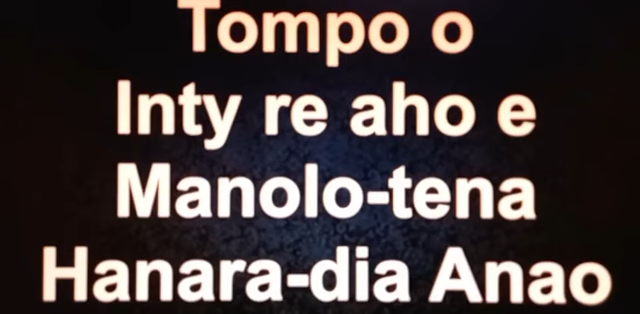 Tompo o
Inty re aho e
Manolo-tena
Hanara-dia Anao